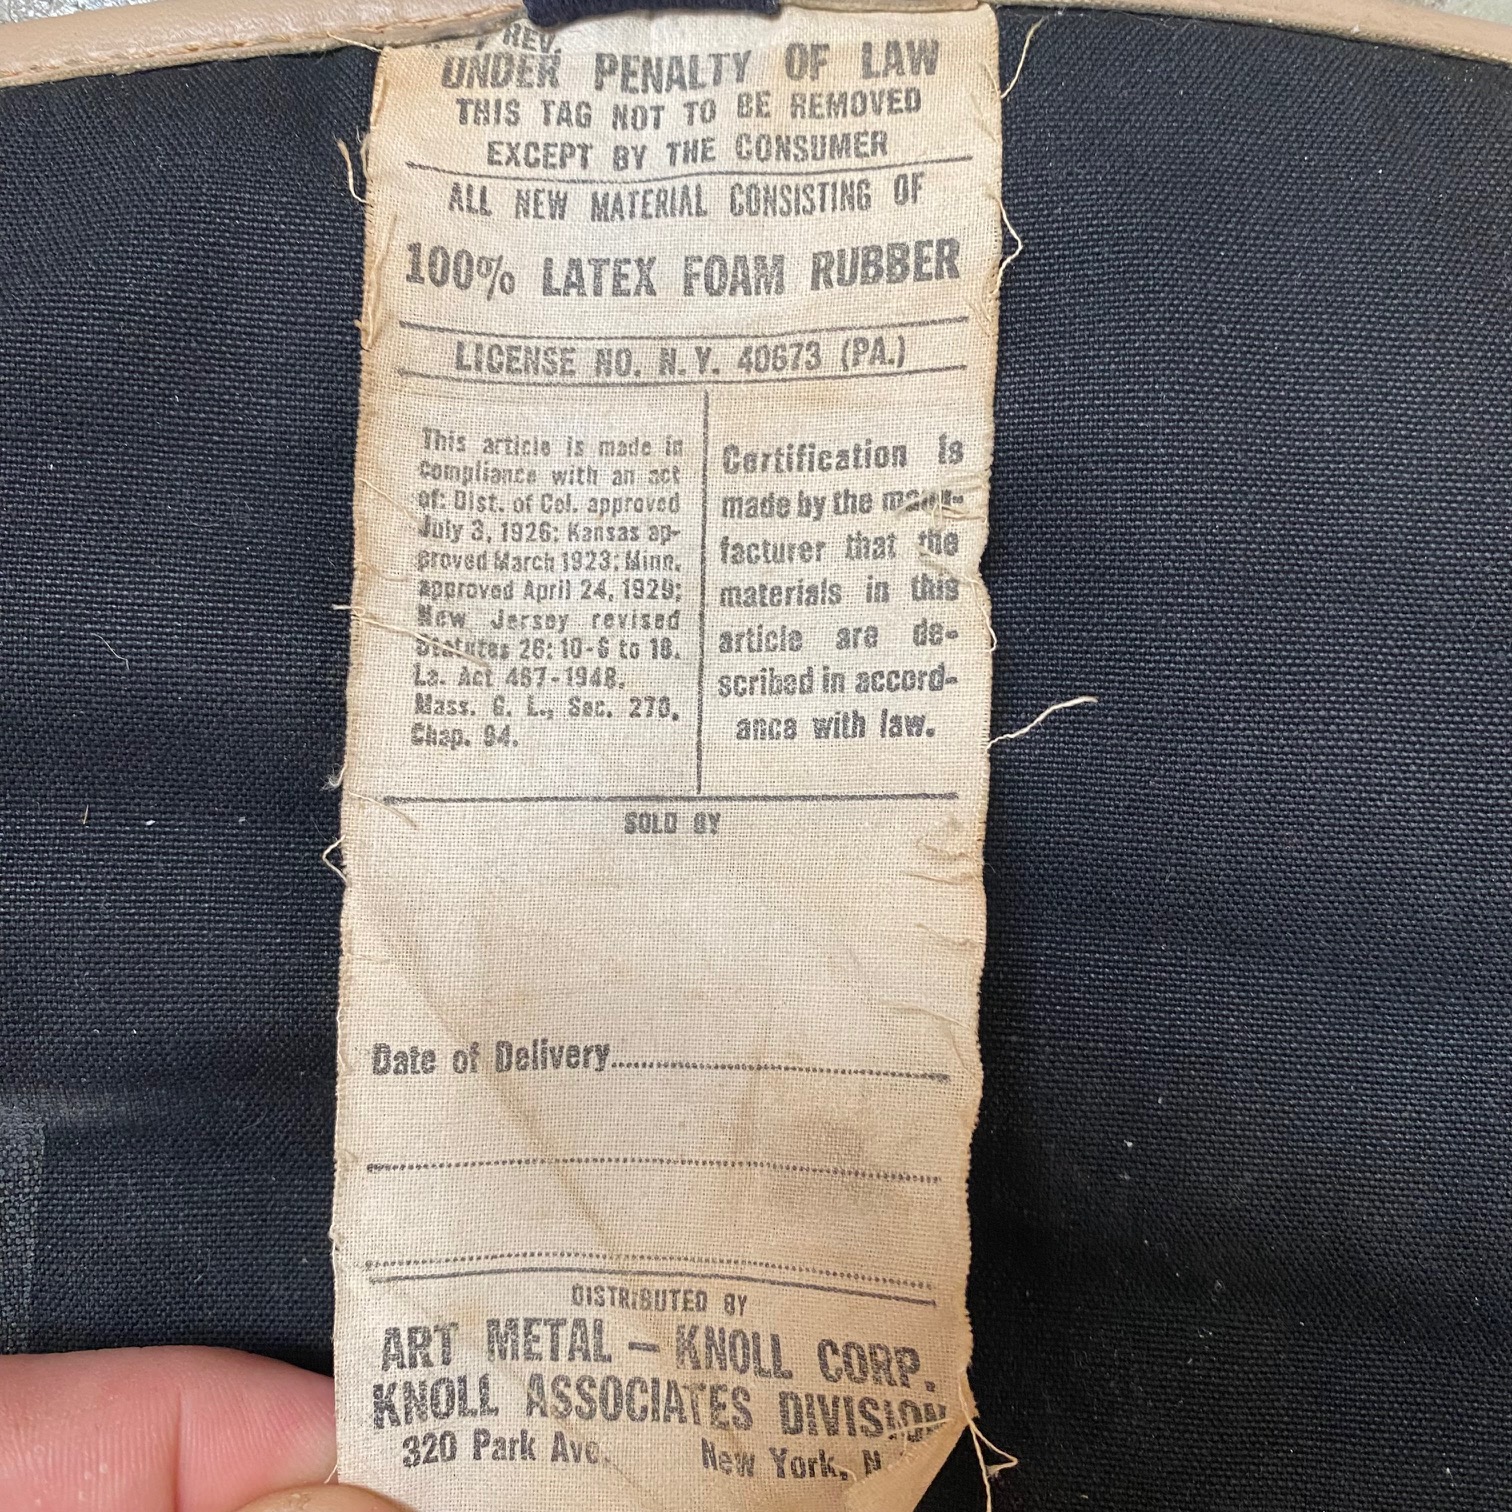 REV.
UNDER PENALTY OF LAW
THIS TAG NOT TO BE REMOVED
EXCEPT BY THE CONSUMER
ALL NEW MATERIAL CONSISTING OF
100% LATEX FOAM RUBBER
LICENSE NO. N.Y. 40673 (PA.)
This article is made in
compliance with an act
of: Dist. of Col. approved
July 3, 1926; Kansas ap-
proved March 1923; Minn.
approved April 24, 1929;
New Jersey revised
Statutes 26:10-6 to 18.
La. Act 467-1948.
Mass. G. L., Sec. 270,
Chap. 94.
Certification is
made by the manu-
facturer that the
materials in this
article are de-
scribed in accord-
ance with law.
SOLD BY
Date of Delivery
DISTRIBUTED BY
ART METAL – KNOLL CORP.
KNOLL ASSOCIATES DIVISION
320 Park Ave. New York, N